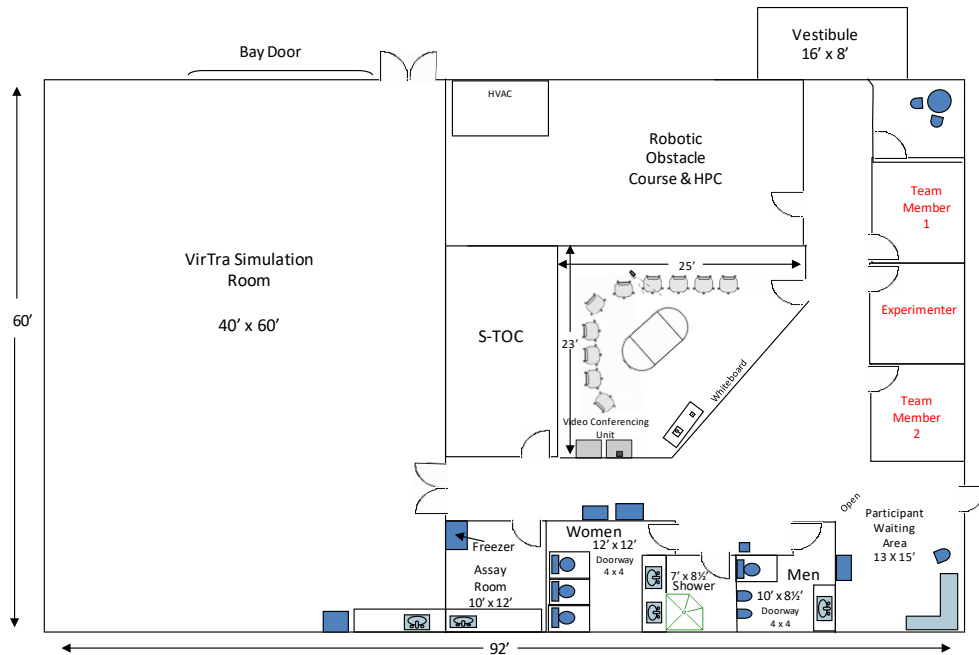 Vestibule
16’ x 8’
Bay Door
HVAC
Robotic
Obstacle
Course & HPC
Team
Member
1
VirTra Simulation
Room
40’ x 60’
25’
60’
Experimenter
S-TOC
23’
Whiteboard
Team
Member
2
Video Conferencing
Unit
Open
Participant
Waiting
Area
13 X 15’
Freezer
Women
12’ x 12’
Doorway
4 x 4
Assay
Room
10’ x 12’
7’ x 8½’
Shower
Men
10’ x 8½’
Doorway
4 x 4
92’